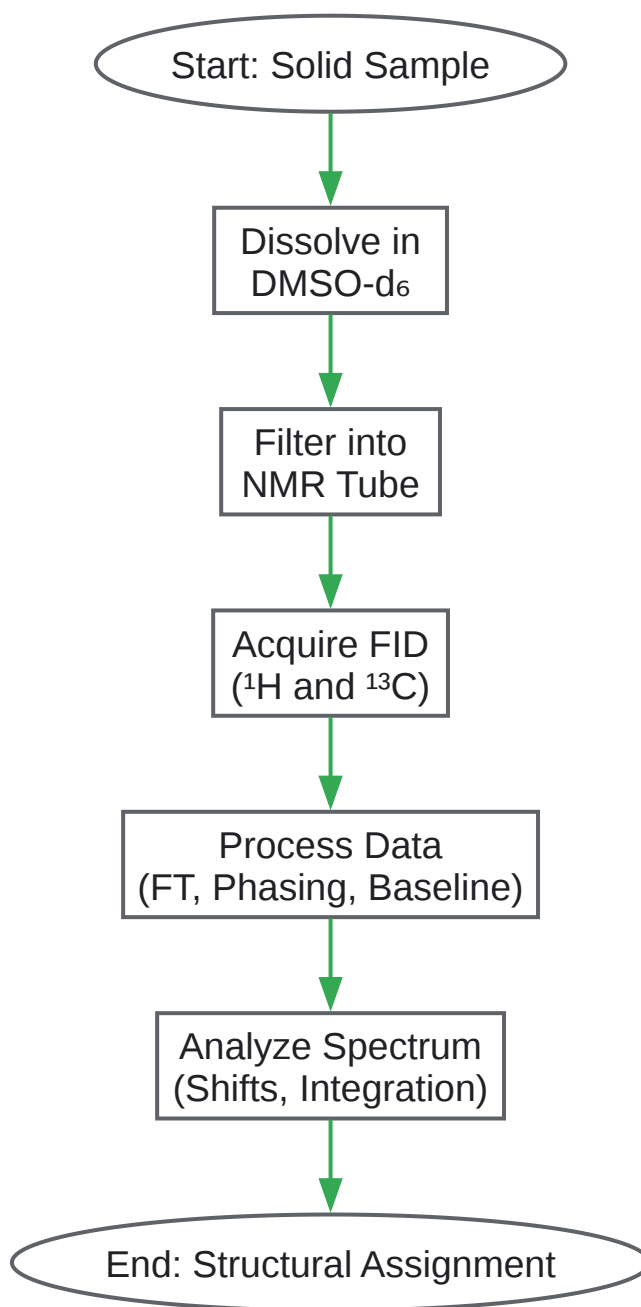 Start: Solid Sample
Dissolve in
DMSO-d₆
Filter into
NMR Tube
Acquire FID
(¹H and ¹³C)
Process Data
(FT, Phasing, Baseline)
Analyze Spectrum
(Shifts, Integration)
End: Structural Assignment